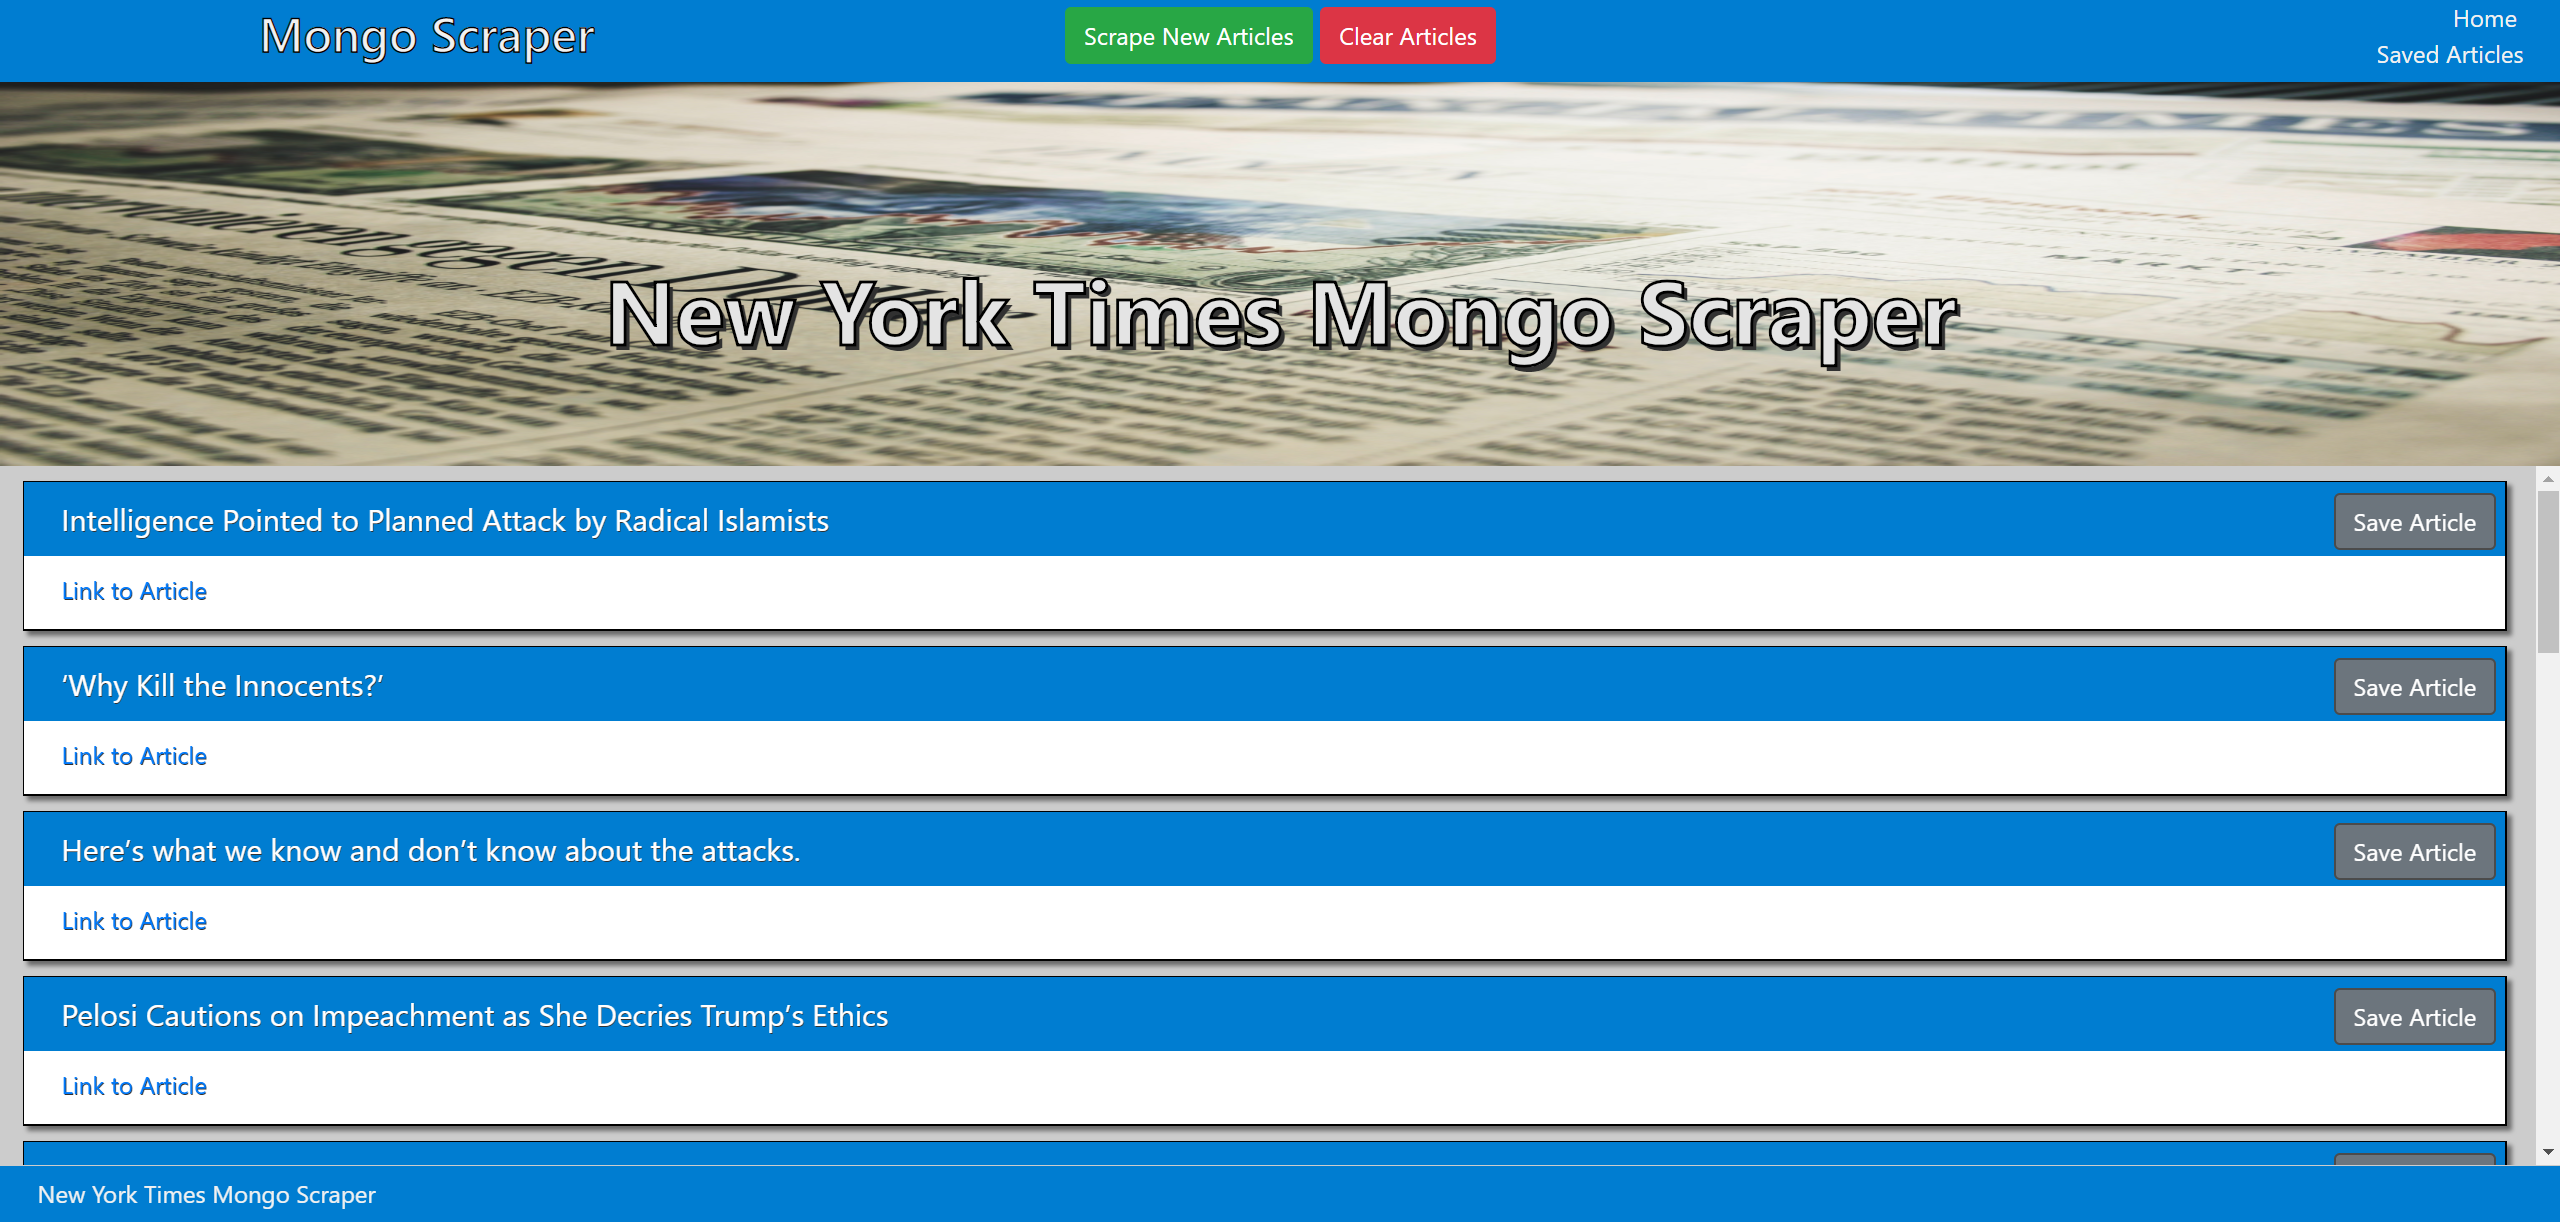 Mongo Scraper
Scrape New Articles
Clear Articles
Home
Saved Articles
New York Times Mongo Scraper
Intelligence Pointed to Planned Attack by Radical Islamists
Save Article
Link to Article
‘Why Kill the Innocents?’
Save Article
Link to Article
Here’s what we know and don’t know about the attacks.
Save Article
Link to Article
Pelosi Cautions on Impeachment as She Decries Trump’s Ethics
Save Article
Link to Article
New York Times Mongo Scraper